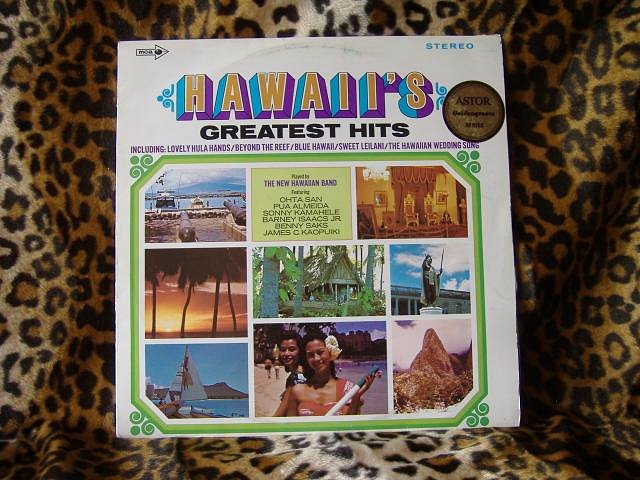 mca
STEREO
HAWAII'S
GREATEST HITS
ASTOR
Goldengroove
SERIES
INCLUDING: LOVELY HULA HANDS/BEYOND THE REEF/BLUE HAWAII/SWEET LEILANI/THE HAWAIIAN WEDDING SONG
Played by
THE NEW HAWAIIAN BAND
Featuring
OHTA SAN
PUA ALMEIDA
SONNY KAMAHELE
BARNEY ISAACS JR
BENNY SAKS
JAMES C. KAOPUIKI